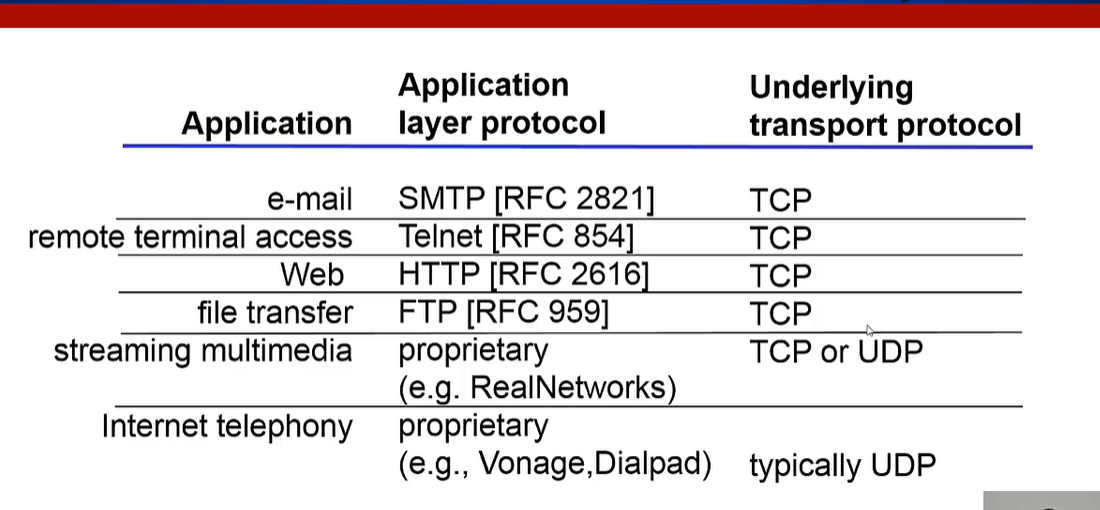 Application Application layer protocol Underlying transport protocol
e-mail SMTP [RFC 2821] TCP
remote terminal access Telnet [RFC 854] TCP
Web HTTP [RFC 2616] TCP
file transfer FTP [RFC 959] TCP
streaming multimedia proprietary TCP or UDP
(e.g. RealNetworks)
Internet telephony proprietary
(e.g., Vonage,Dialpad) typically UDP